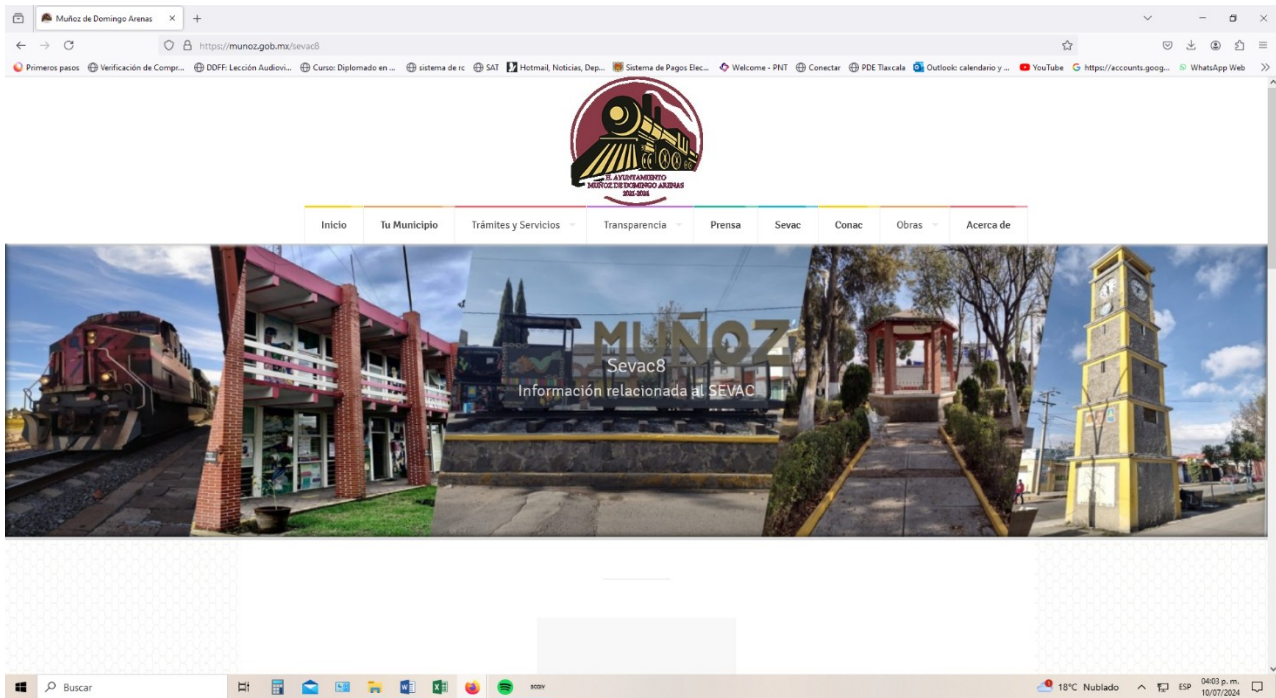 Muñoz de Domingo Arenas
https://munoz.gob.mx/sevac8
Primeros pasos Verificación de Compr... DDFF: Lección Audiovi... Curso: Diplomado en ... sistema de rc SAT Hotmail, Noticias, Dep... Sistema de Pagos Elec... Welcome - PNT Conectar PDE Tlaxcala Outlook: calendario y ... YouTube https://accounts.goog... WhatsApp Web
H. AYUNTAMIENTO
MUÑOZ DE DOMINGO ARENAS
Inicio Tu Municipio Trámites y Servicios Transparencia Prensa Sevac Conac Obras Acerca de
MUÑOZ
Sevac8
Información relacionada al SEVAC
Buscar
18°C Nublado ESP 04:03 p. m.
10/07/2024